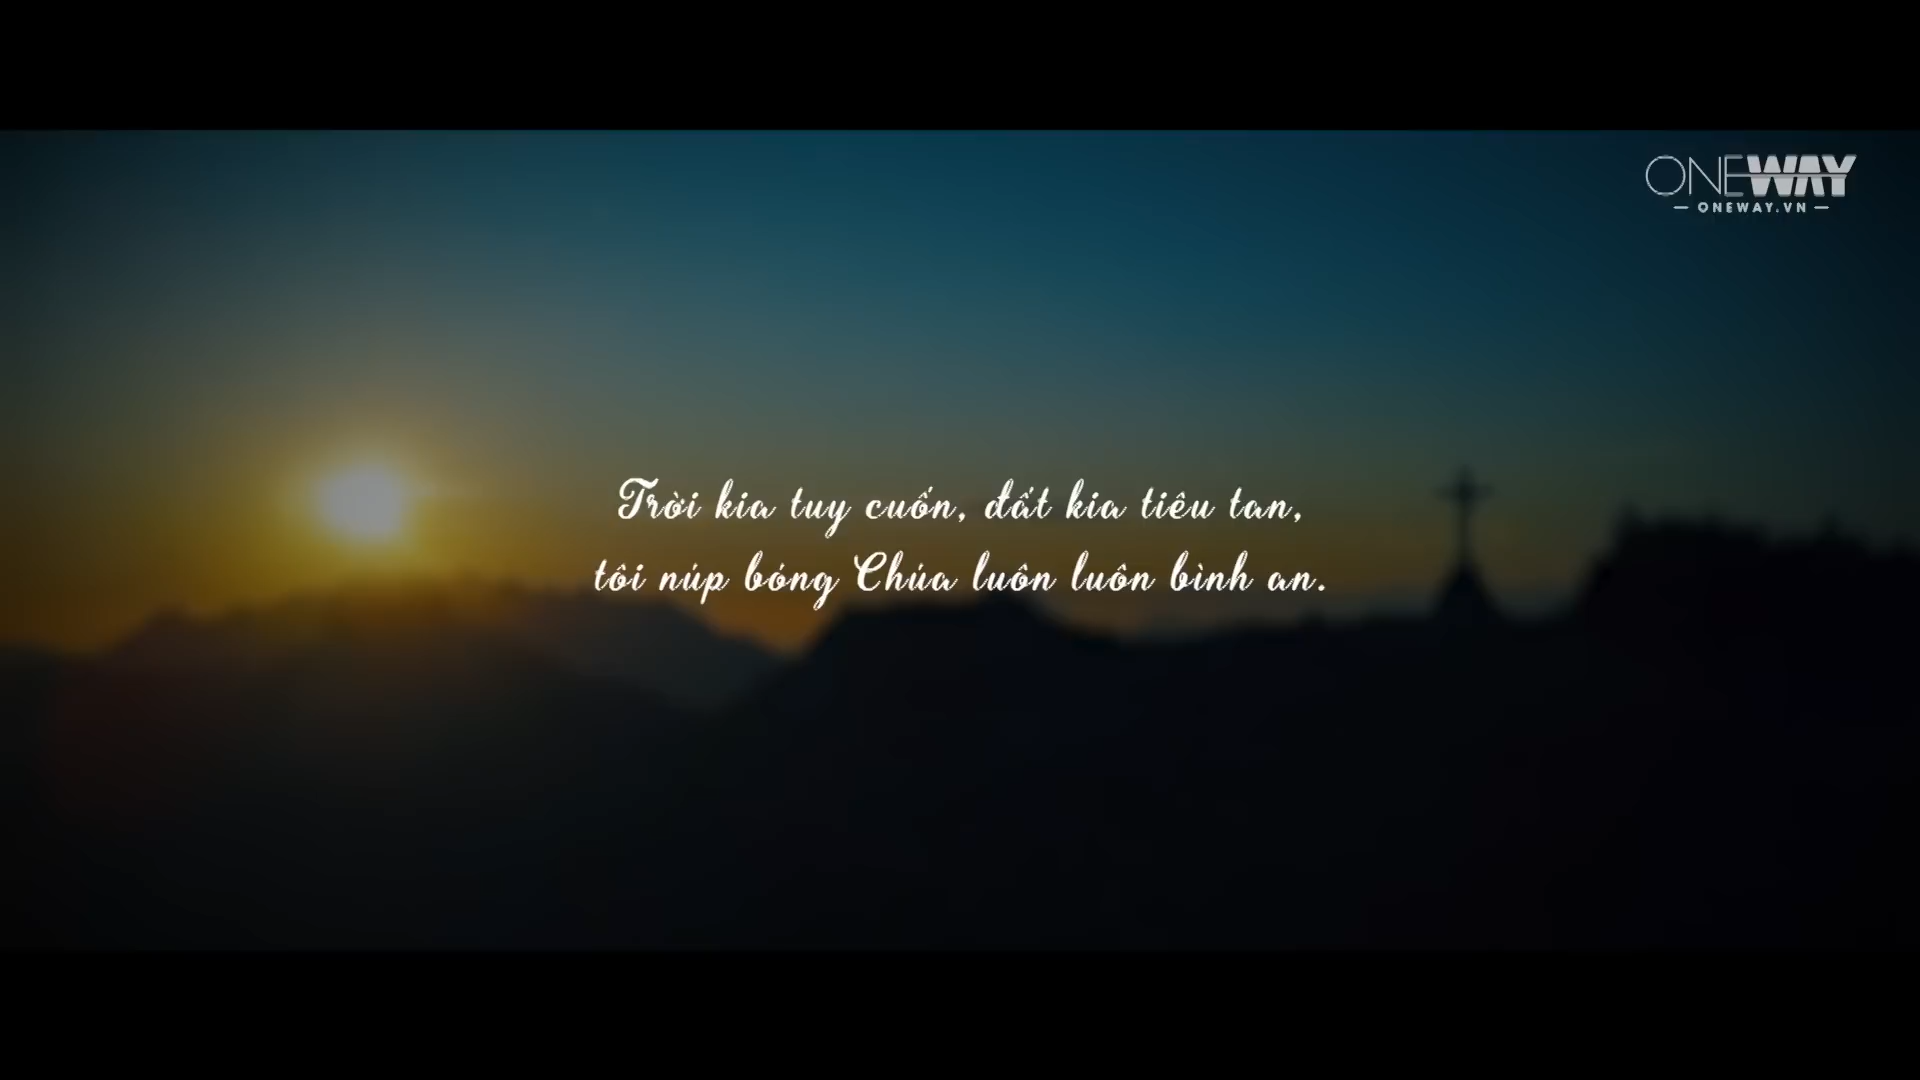 ONEWAY
— ONEWAY.VN —
Trời kia tuy cuốn, đất kia tiêu tan,
tôi núp bóng Chúa luôn luôn bình an.